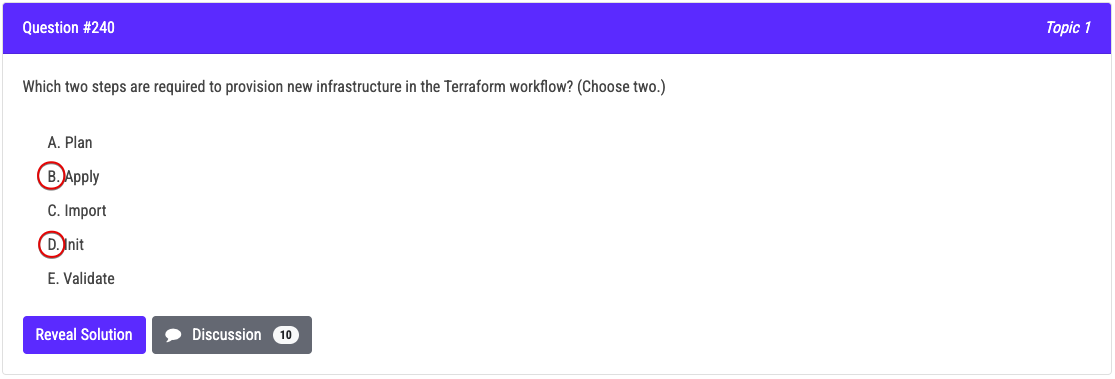 Question #240
Topic 1
Which two steps are required to provision new infrastructure in the Terraform workflow? (Choose two.)
A. Plan
B. Apply
C. Import
D. Init
E. Validate
Reveal Solution
Discussion 10